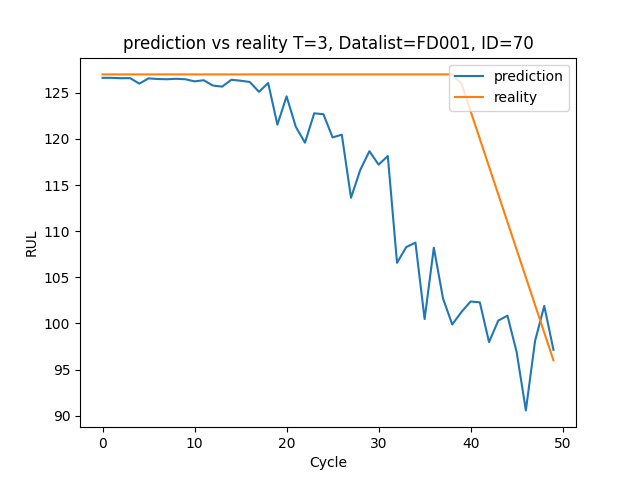 prediction vs reality T=3, Datalist=FD001, ID=70
prediction
reality
125
120
115
110
105
100
95
90
RUL
0 10 20 30 40 50
Cycle